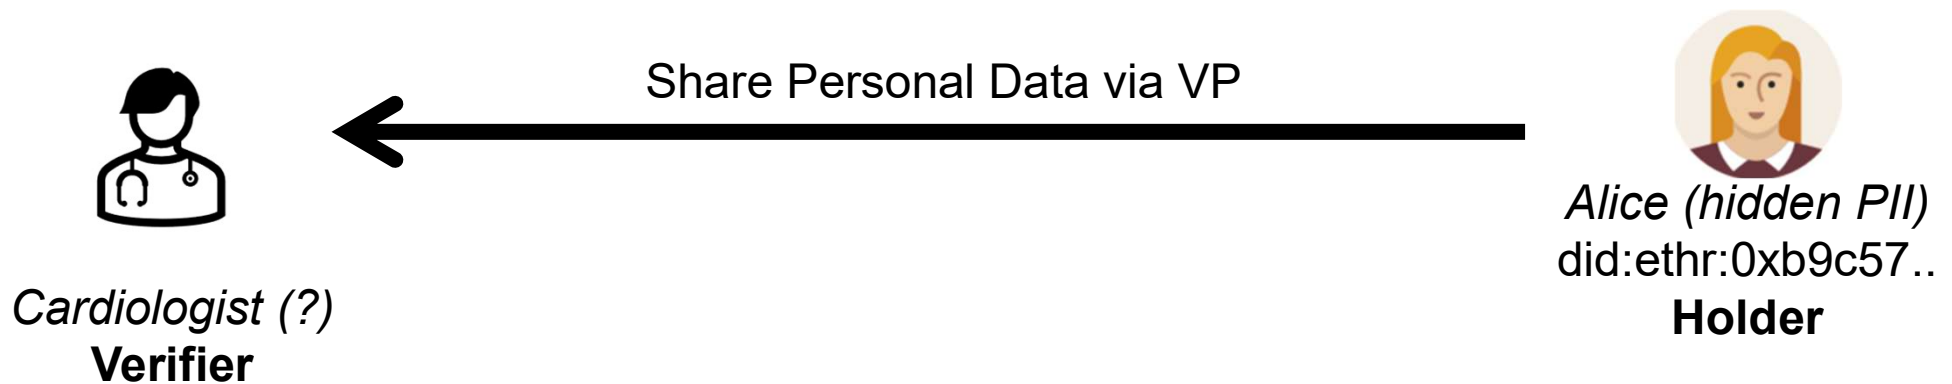 Share Personal Data via VP
Alice (hidden PII)
did:ethr:0xb9c57..
Holder
Cardiologist (?)
Verifier